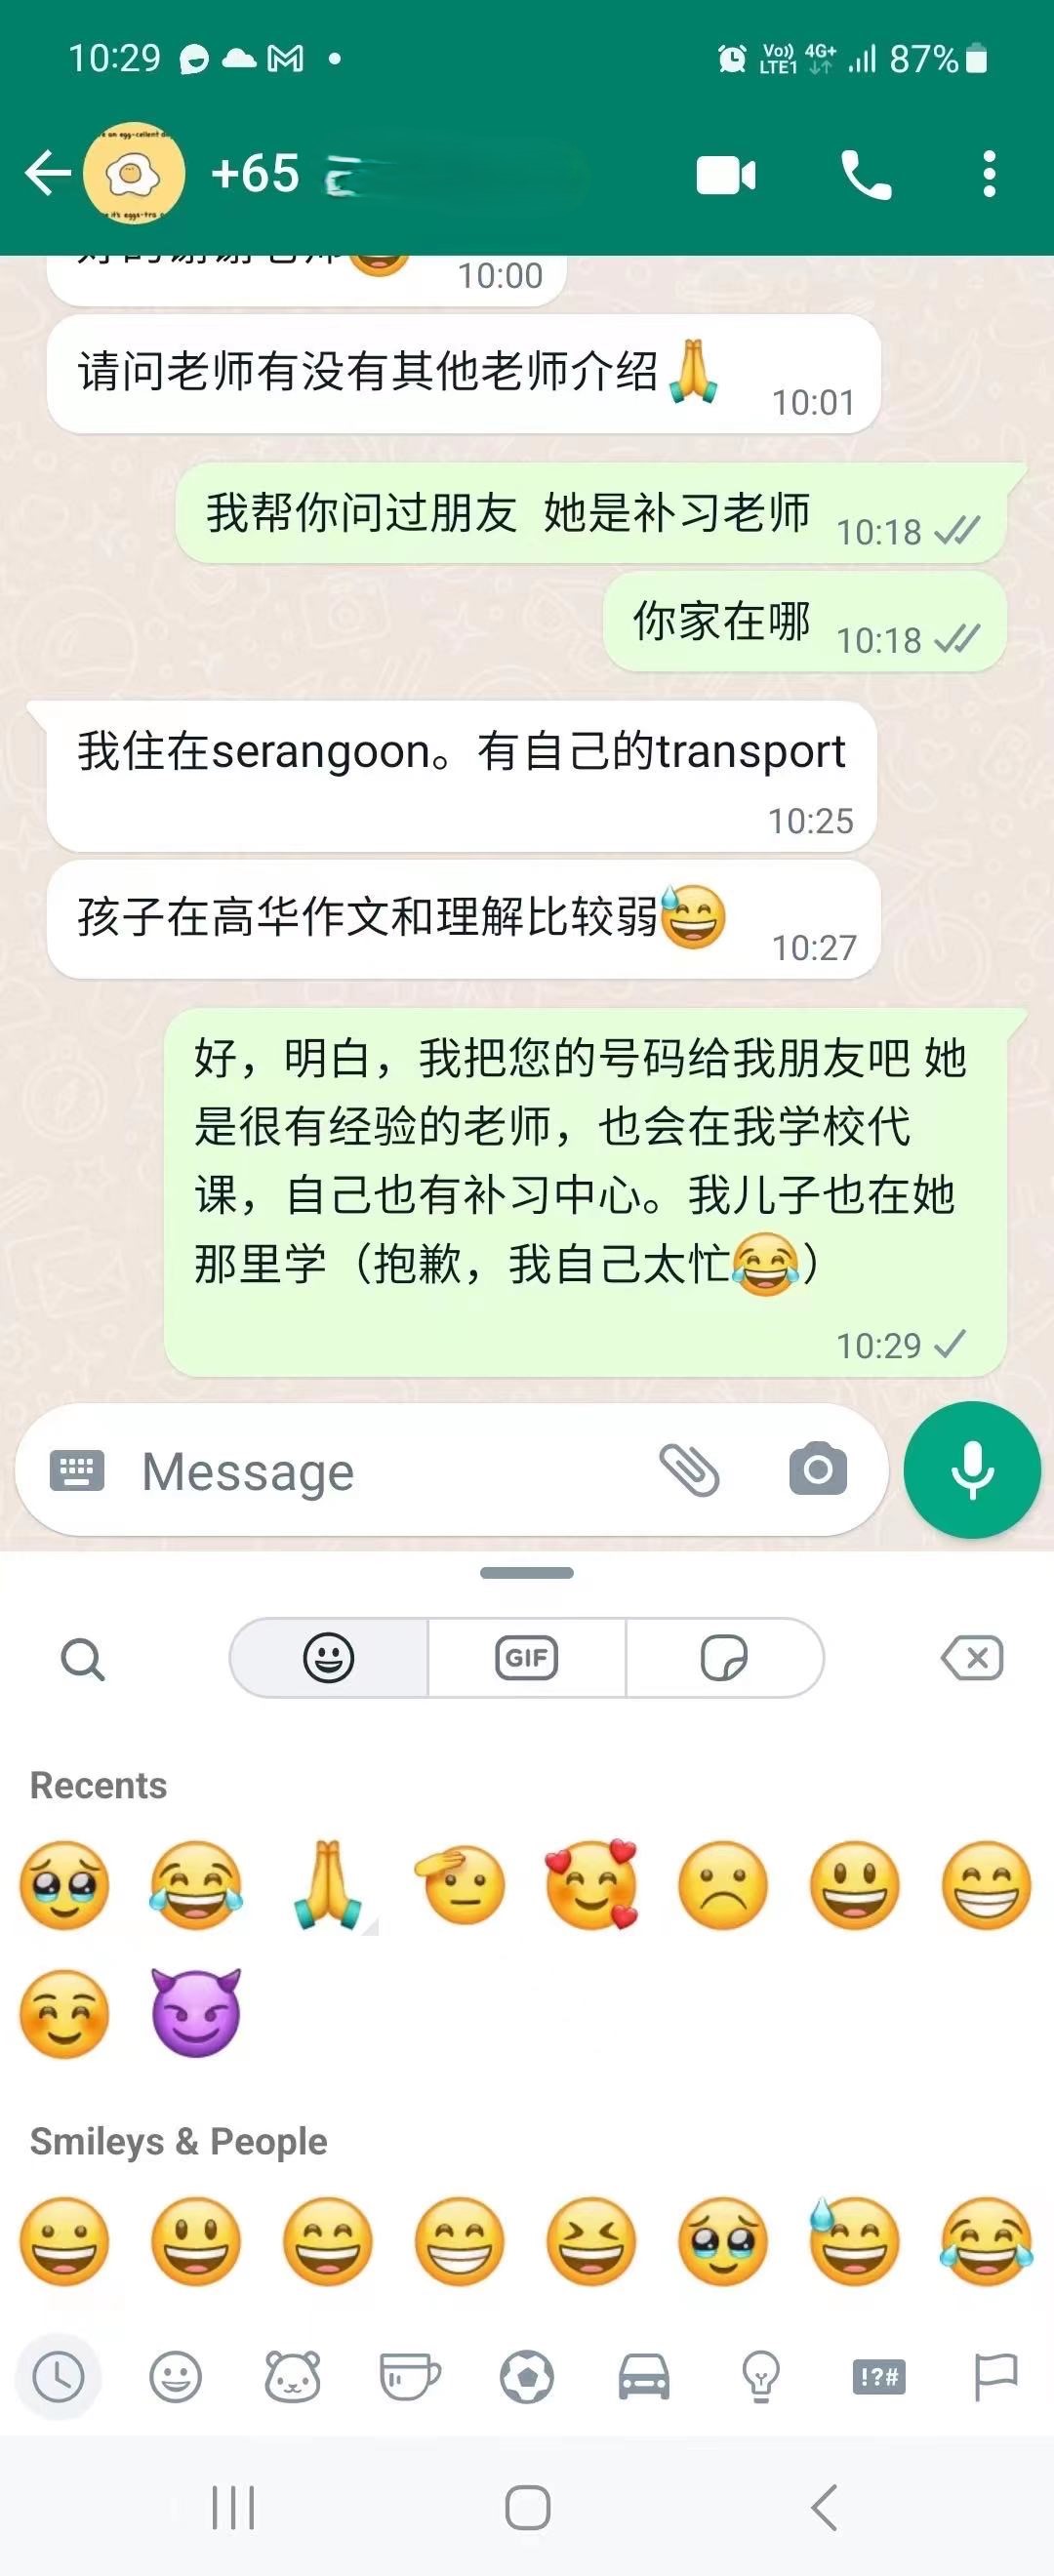 10:29
Vo)) LTE1 4G+ 87%
+65
10:00
请问老师有没有其他老师介绍🙏
10:01
我帮你问过朋友 她是补习老师
10:18
你家在哪
10:18
我住在serangoon。有自己的transport
10:25
孩子在高华作文和理解比较弱😅
10:27
好，明白，我把您的号码给我朋友吧 她
是很有经验的老师，也会在我学校代
课，自己也有补习中心。我儿子也在她
那里学（抱歉，我自己太忙😂）
10:29
Message
GIF
Recents
Smileys & People
!?#